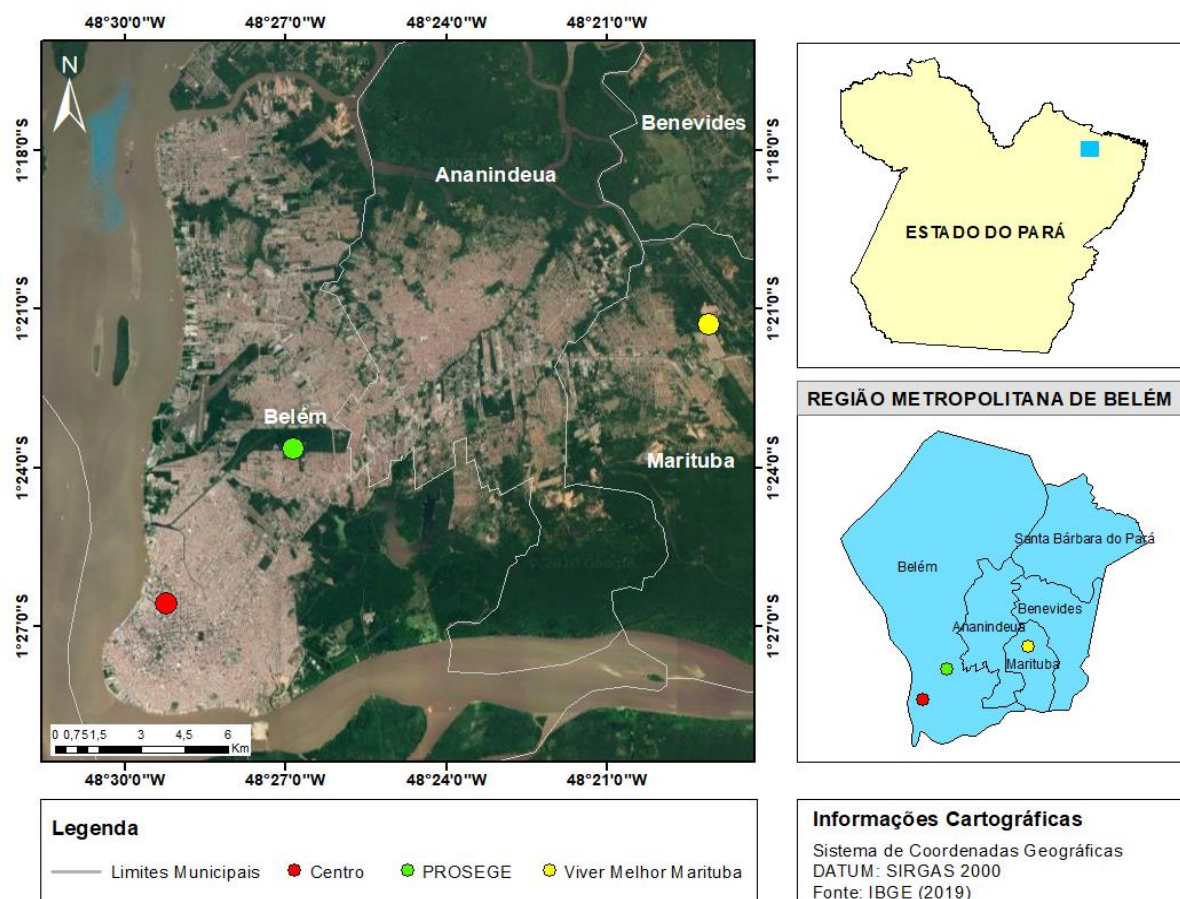 48°30'0"W 48°27'0"W 48°24'0"W 48°21'0"W
N
1°18'0"S
1°21'0"S
1°24'0"S
1°27'0"S
Benevides
Ananindeua
Belém
Marituba
© 2020 Google
1°18'0"S
1°21'0"S
1°24'0"S
1°27'0"S
0 0,75 1,5 3 4,5 6
Km
48°30'0"W 48°27'0"W 48°24'0"W 48°21'0"W
ESTADO DO PARÁ
REGIÃO METROPOLITANA DE BELÉM
Santa Bárbara do Pará
Belém
Benevides
Ananindeua
Marituba
Legenda
Limites Municipais Centro PROSEGE Viver Melhor Marituba
Informações Cartográficas
Sistema de Coordenadas Geográficas
DATUM: SIRGAS 2000
Fonte: IBGE (2019)